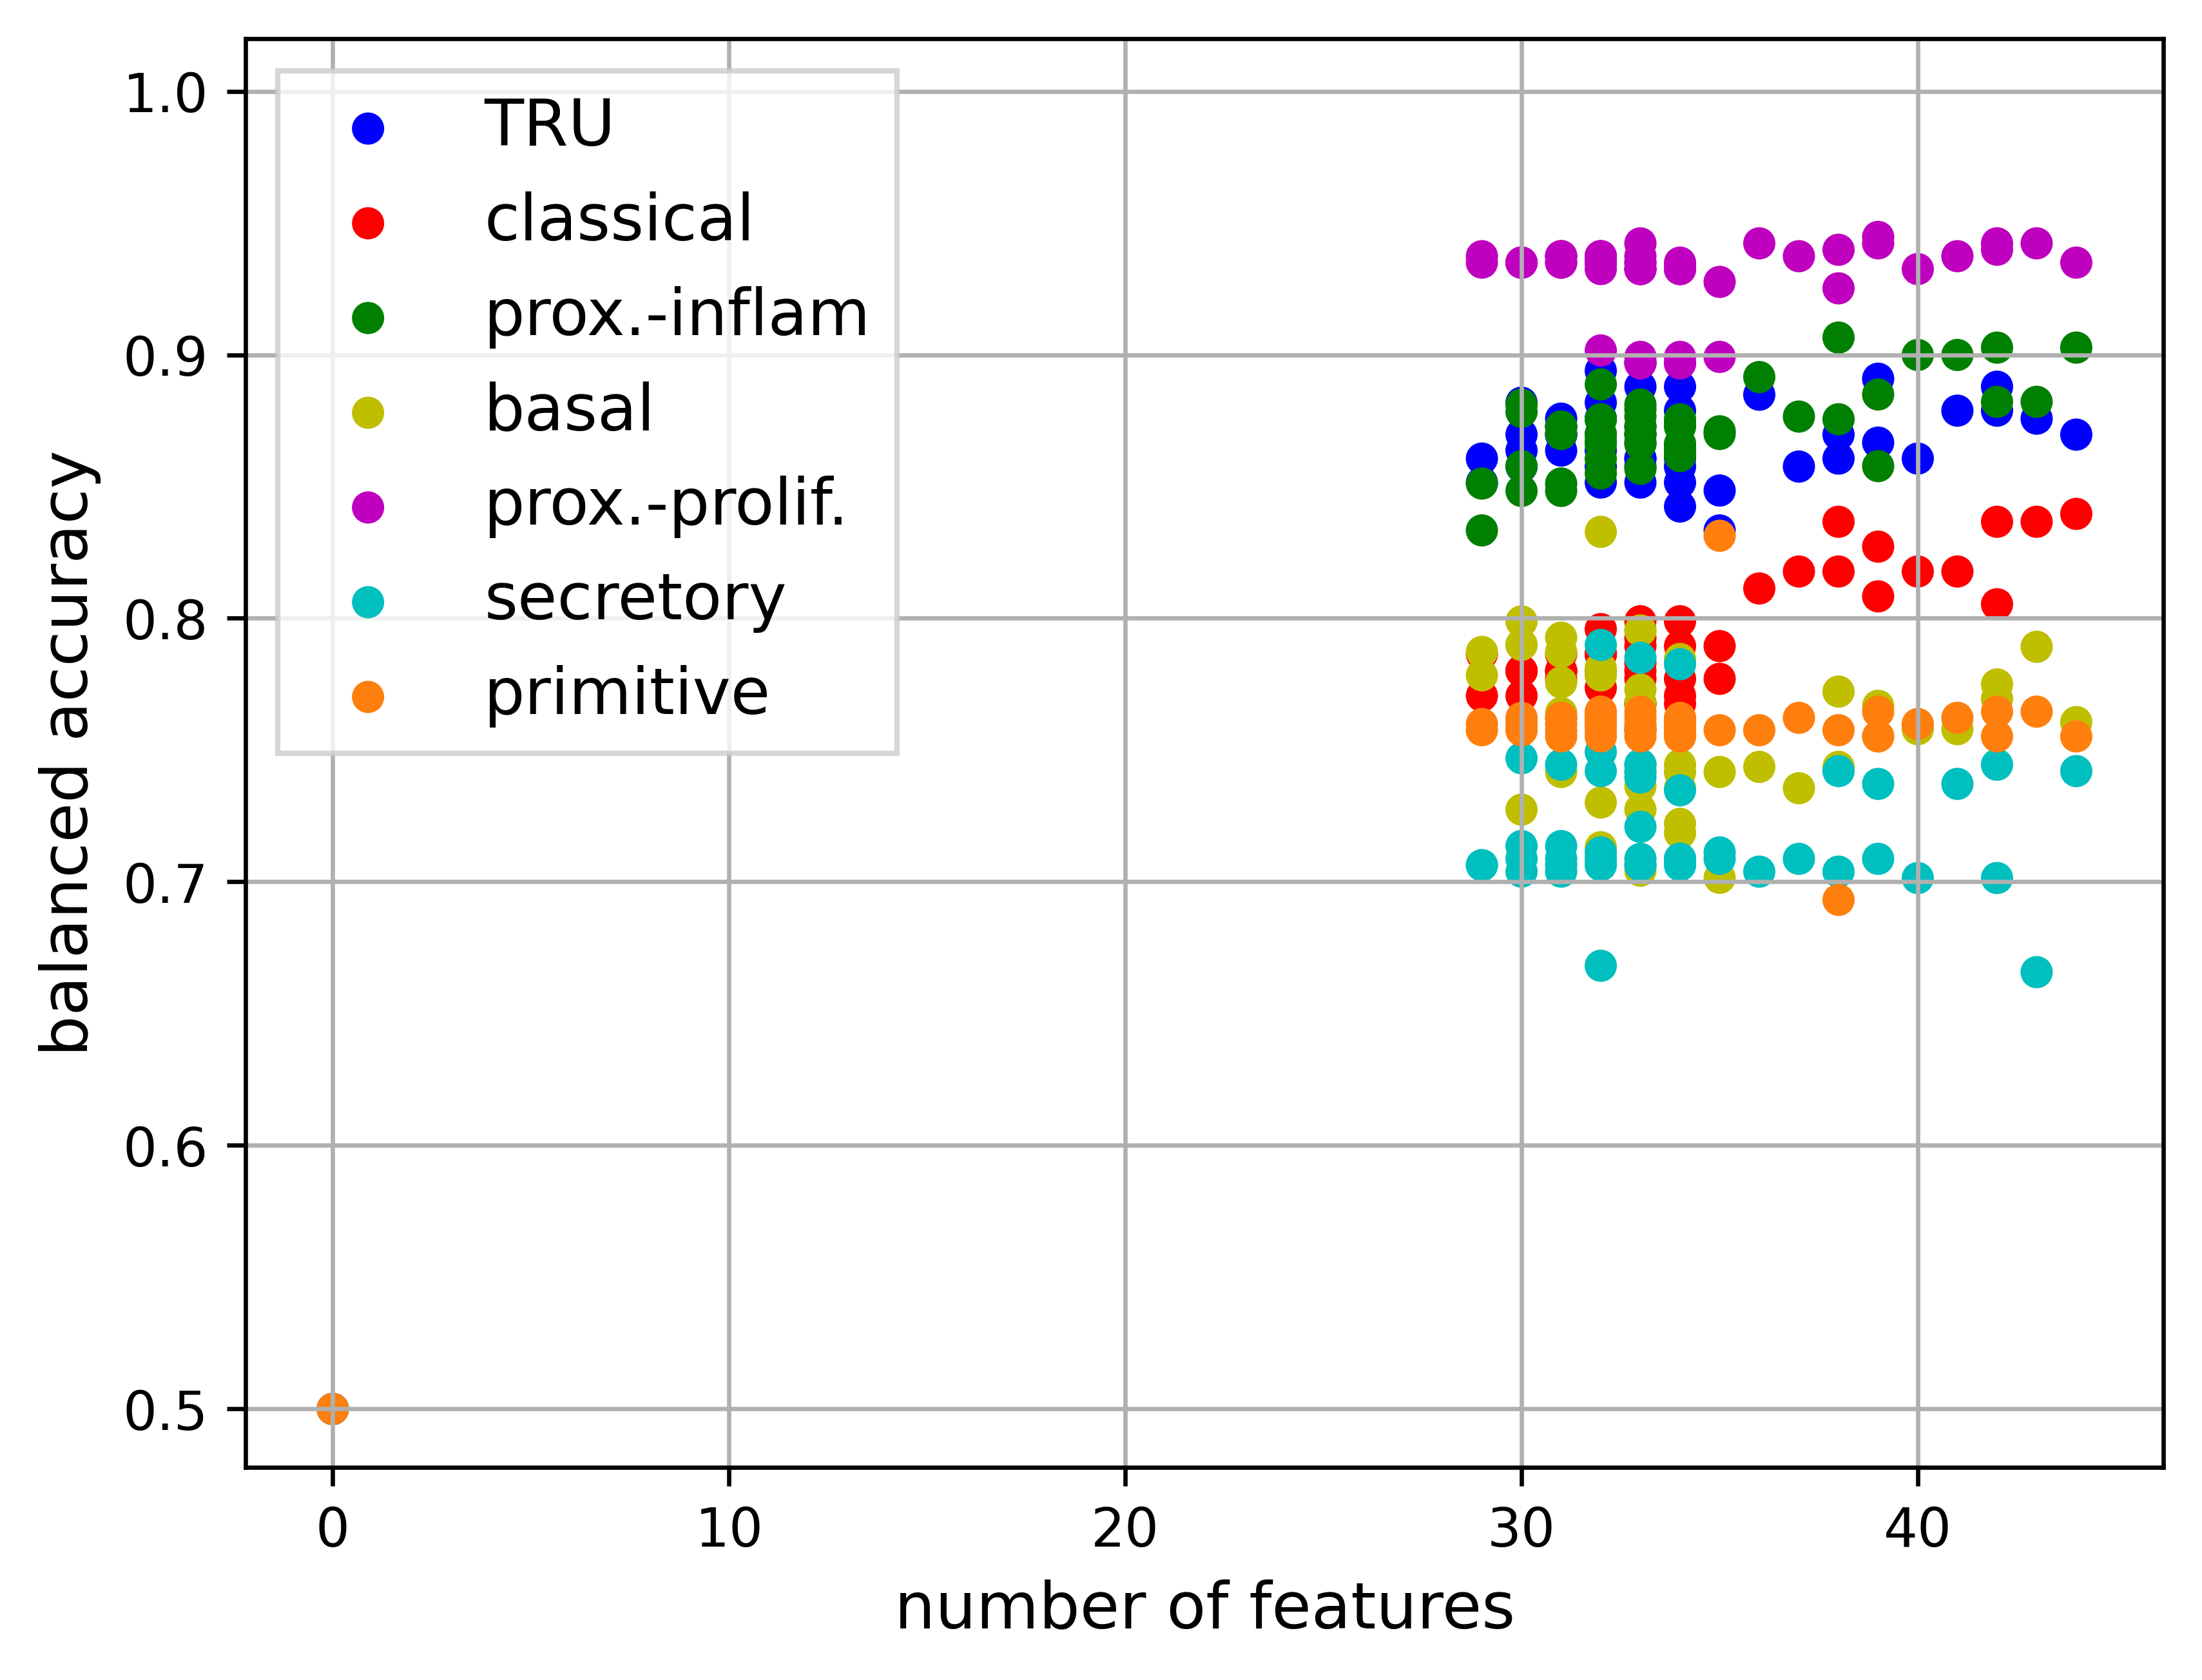 1.0
0.9
0.8
0.7
0.6
0.5
balanced accuracy
TRU
classical
prox.-inflam
basal
prox.-prolif.
secretory
primitive
0 10 20 30 40
number of features